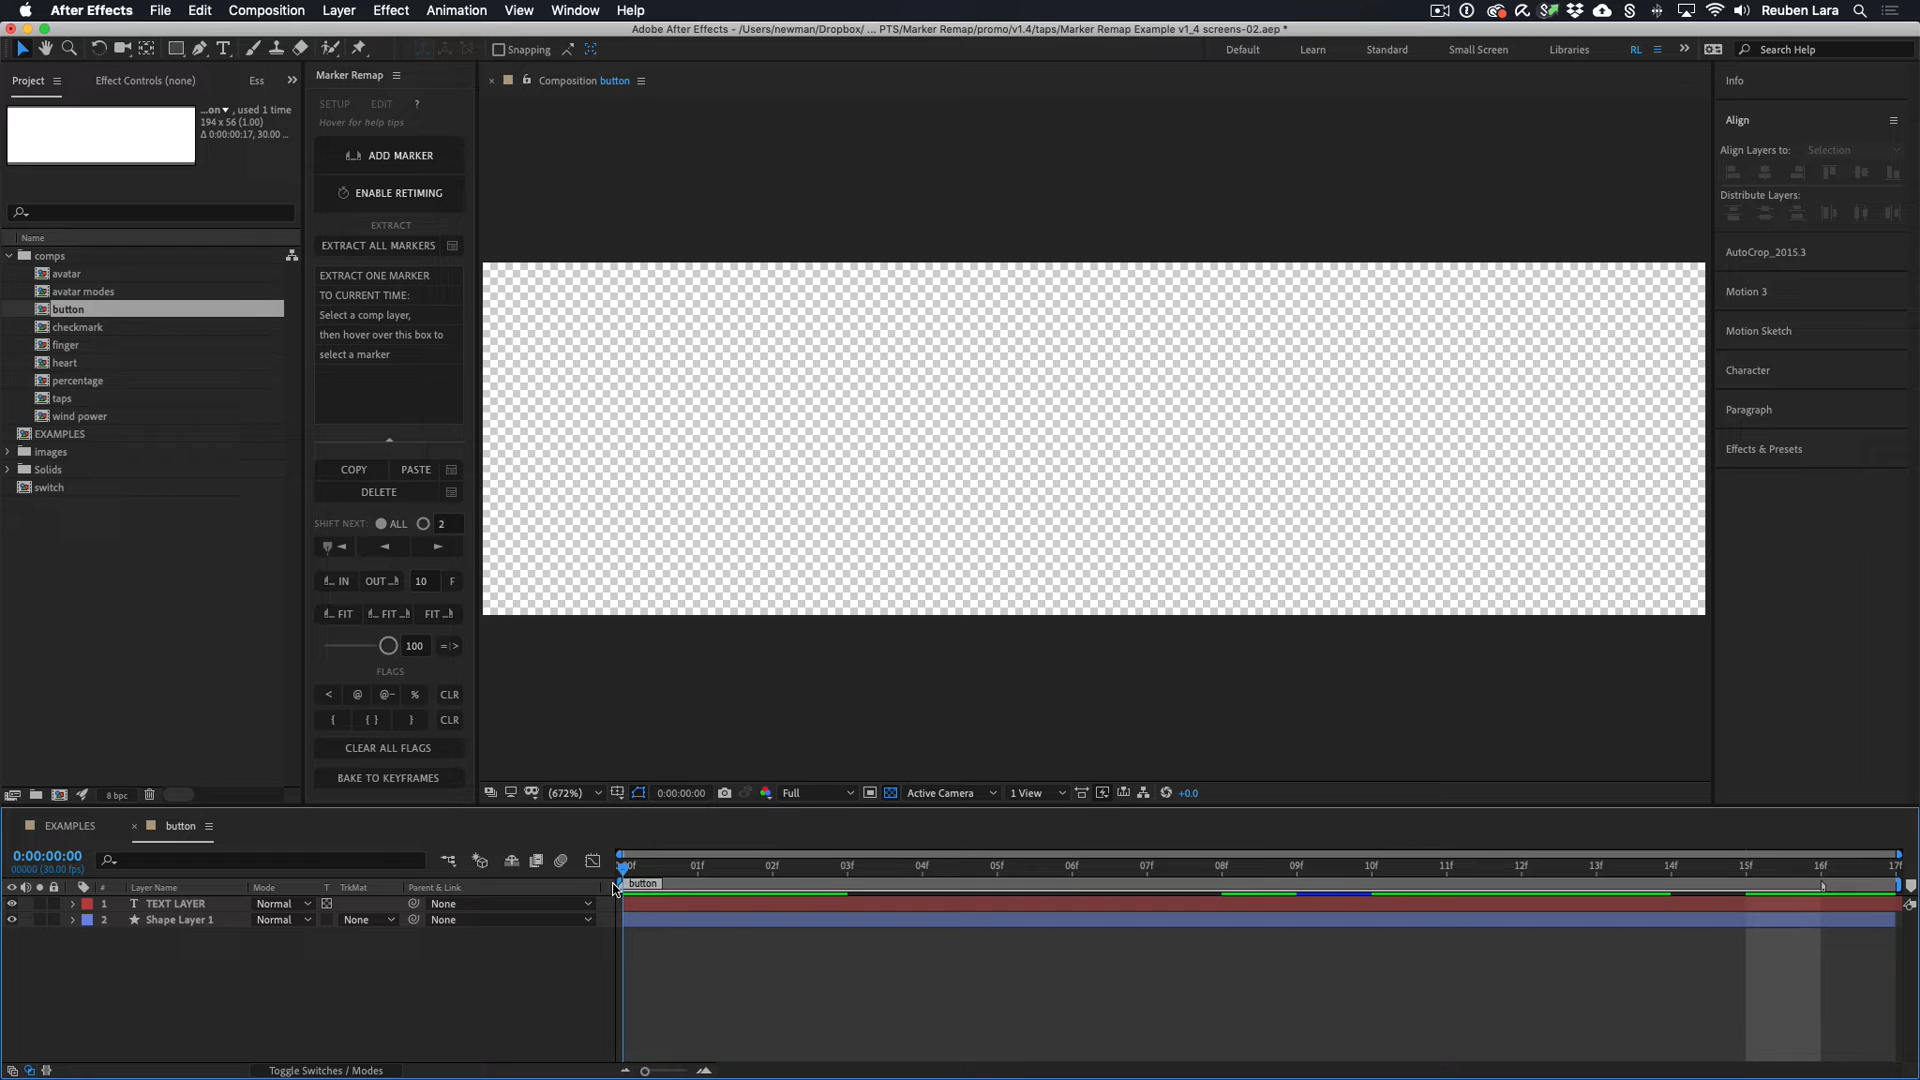 After Effects File Edit Composition Layer Effect Animation View Window Help Reuben Lara
Adobe After Effects - /Users/newman/Dropbox/ ... PTS/Marker Remap/promo/v1.4/taps/Marker Remap Example v1_4 screens-02.aep *
Snapping Default Learn Standard Small Screen Libraries RL Search Help
Project Effect Controls (none) Ess
Marker Remap
Composition button
Info
...on , used 1 time
194 x 56 (1.00)
Δ 0:00:00:17, 30.00 ...
SETUP EDIT ?
Hover for help tips
ADD MARKER
ENABLE RETIMING
EXTRACT
EXTRACT ALL MARKERS
EXTRACT ONE MARKER
TO CURRENT TIME:
Select a comp layer,
then hover over this box to
select a marker
COPY PASTE
DELETE
SHIFT NEXT: ALL 2
IN OUT 10 F
FIT FIT FIT
100 =|>
FLAGS
< @ @- % CLR
{ { } } CLR
CLEAR ALL FLAGS
BAKE TO KEYFRAMES
Name
comps
avatar
avatar modes
button
checkmark
finger
heart
percentage
taps
wind power
EXAMPLES
images
Solids
switch
8 bpc
Align
Align Layers to: Selection
Distribute Layers:
AutoCrop_2015.3
Motion 3
Motion Sketch
Character
Paragraph
Effects & Presets
(672%) 0:00:00:00 Full Active Camera 1 View +0.0
EXAMPLES button
0:00:00:00
00000 (30.00 fps)
00f 01f 02f 03f 04f 05f 06f 07f 08f 09f 10f 11f 12f 13f 14f 15f 16f 17f
# Layer Name Mode T TrkMat Parent & Link
button
1 T TEXT LAYER Normal None
2 Shape Layer 1 Normal None None
Toggle Switches / Modes